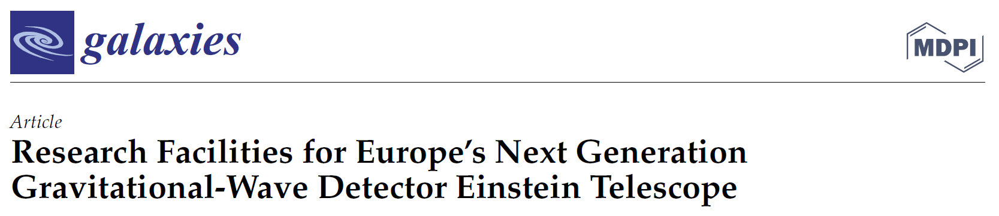 galaxies
MDPI
Article
Research Facilities for Europe’s Next Generation
Gravitational-Wave Detector Einstein Telescope